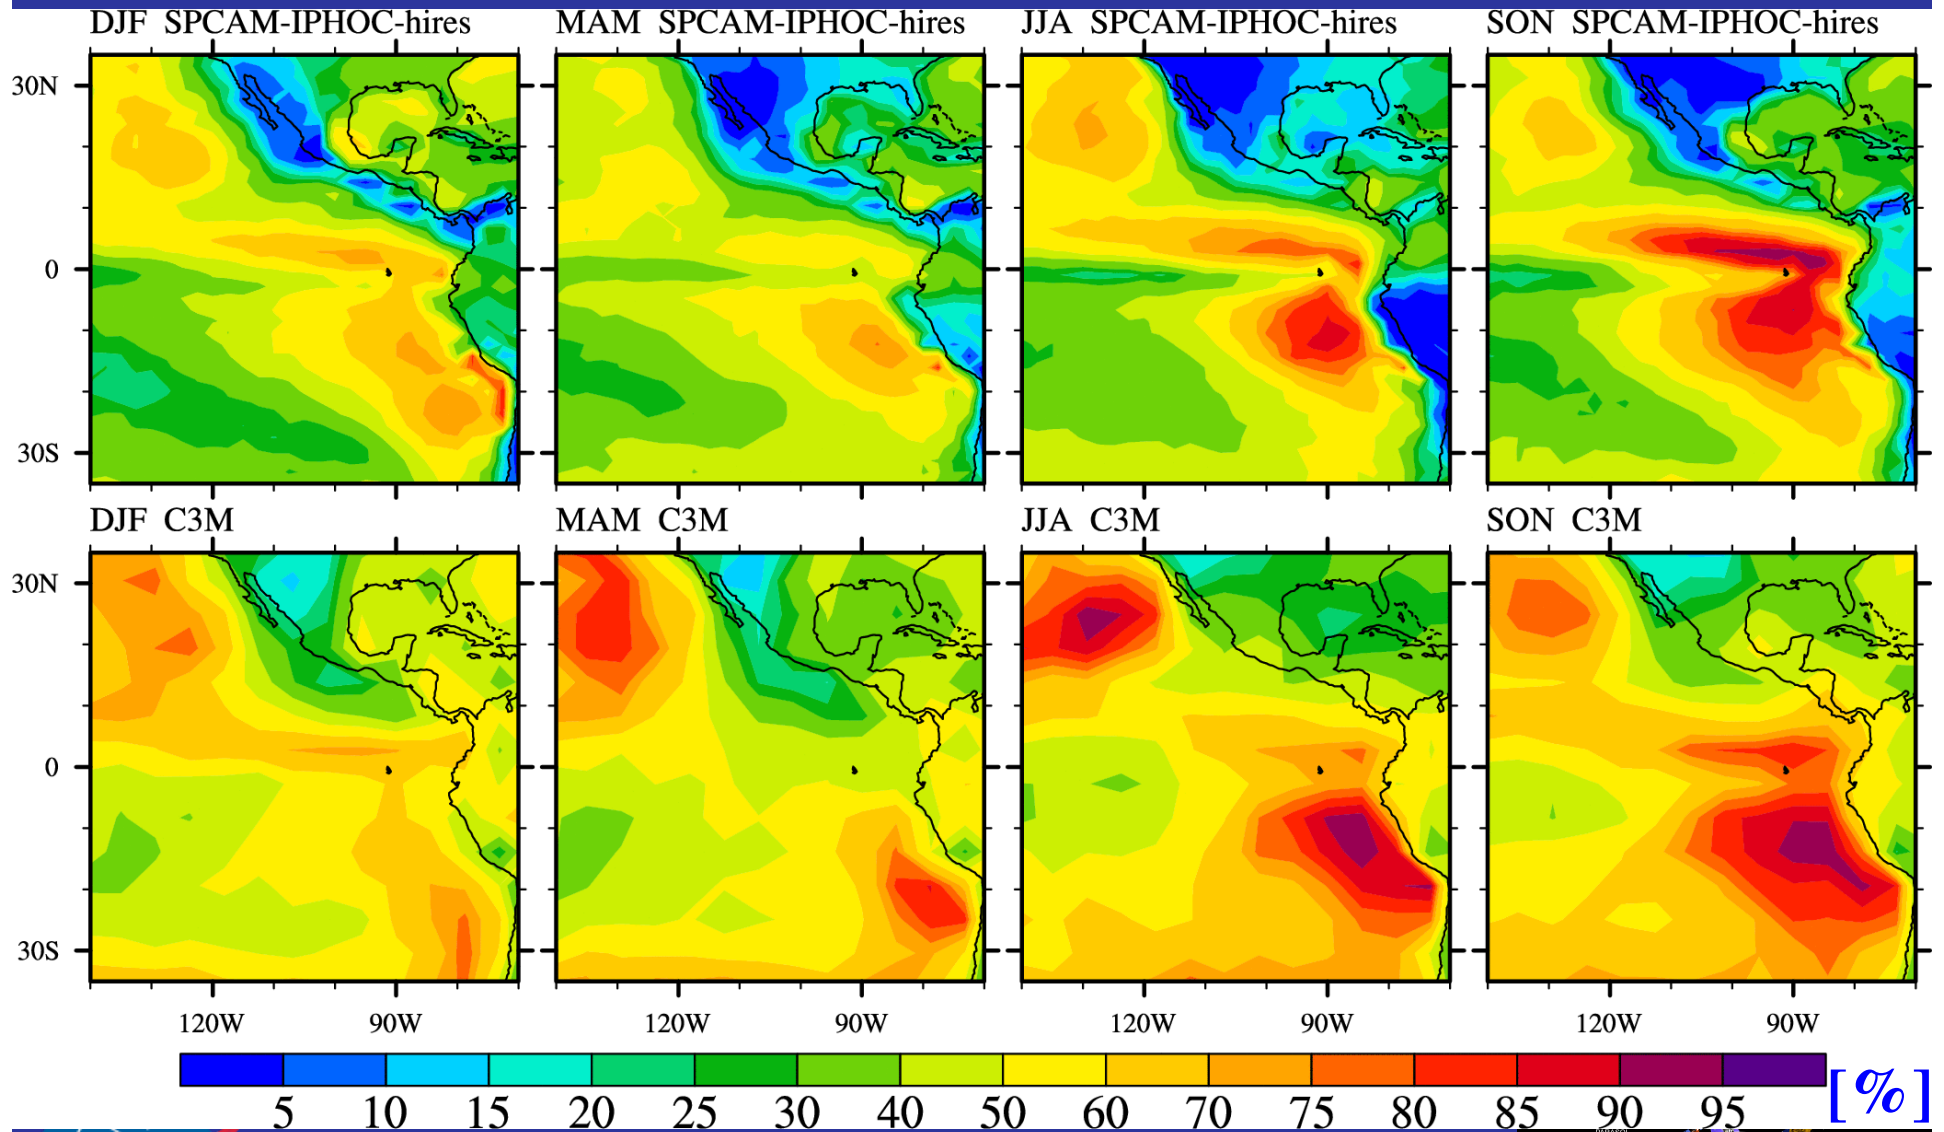 DJF SPCAM-IPHOC-hires MAM SPCAM-IPHOC-hires JJA SPCAM-IPHOC-hires SON SPCAM-IPHOC-hires
30N
0
30S
DJF C3M MAM C3M JJA C3M SON C3M
30N
0
30S
120W 90W 120W 90W 120W 90W 120W 90W
5 10 15 20 25 30 40 50 60 70 75 80 85 90 95 [%]